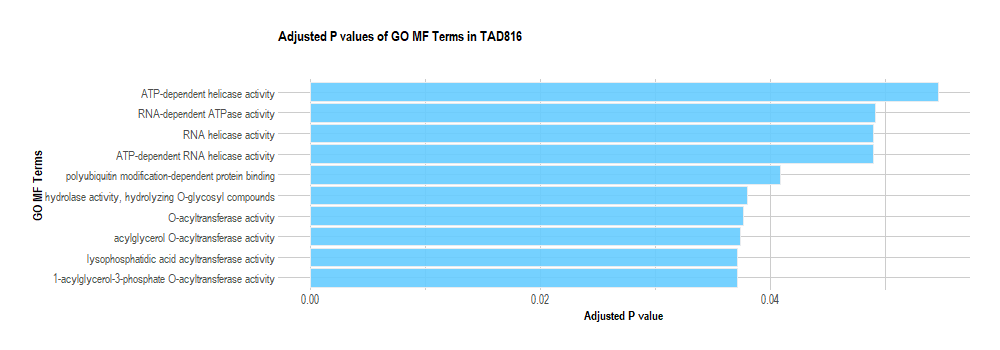 Adjusted P values of GO MF Terms in TAD816
GO MF Terms
ATP-dependent helicase activity
RNA-dependent ATPase activity
RNA helicase activity
ATP-dependent RNA helicase activity
polyubiquitin modification-dependent protein binding
hydrolase activity, hydrolyzing O-glycosyl compounds
O-acyltransferase activity
acylglycerol O-acyltransferase activity
lysophosphatidic acid acyltransferase activity
1-acylglycerol-3-phosphate O-acyltransferase activity
0.00 0.02 0.04
Adjusted P value